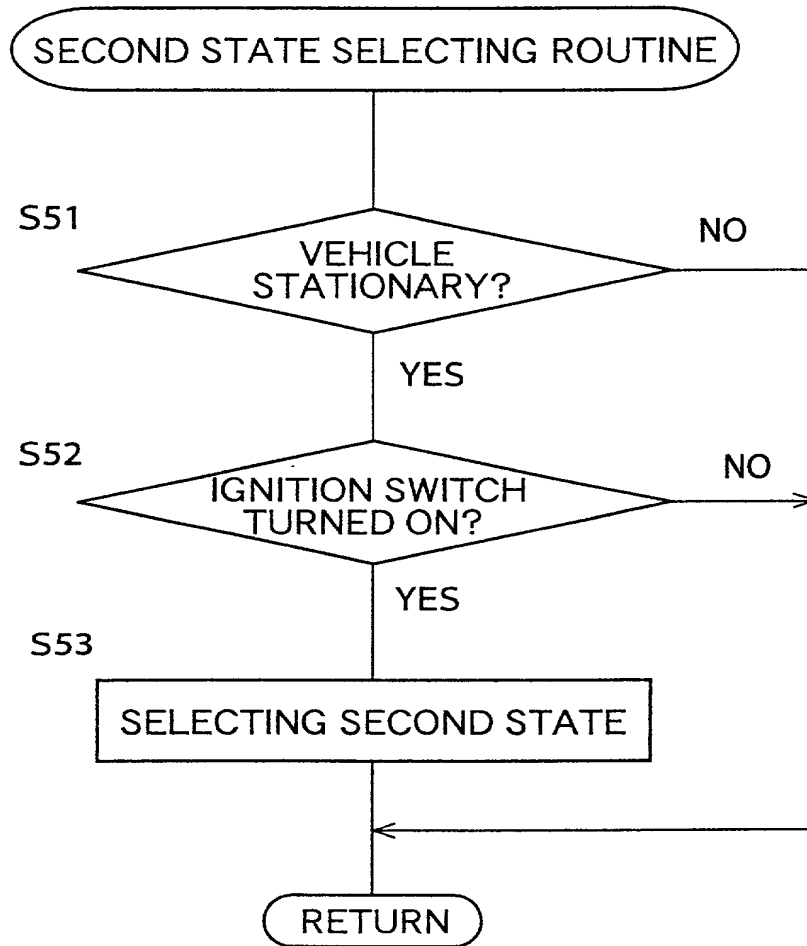 SECOND STATE SELECTING ROUTINE
S51
VEHICLE
STATIONARY?
NO
YES
S52
IGNITION SWITCH
TURNED ON?
NO
YES
S53
SELECTING SECOND STATE
RETURN